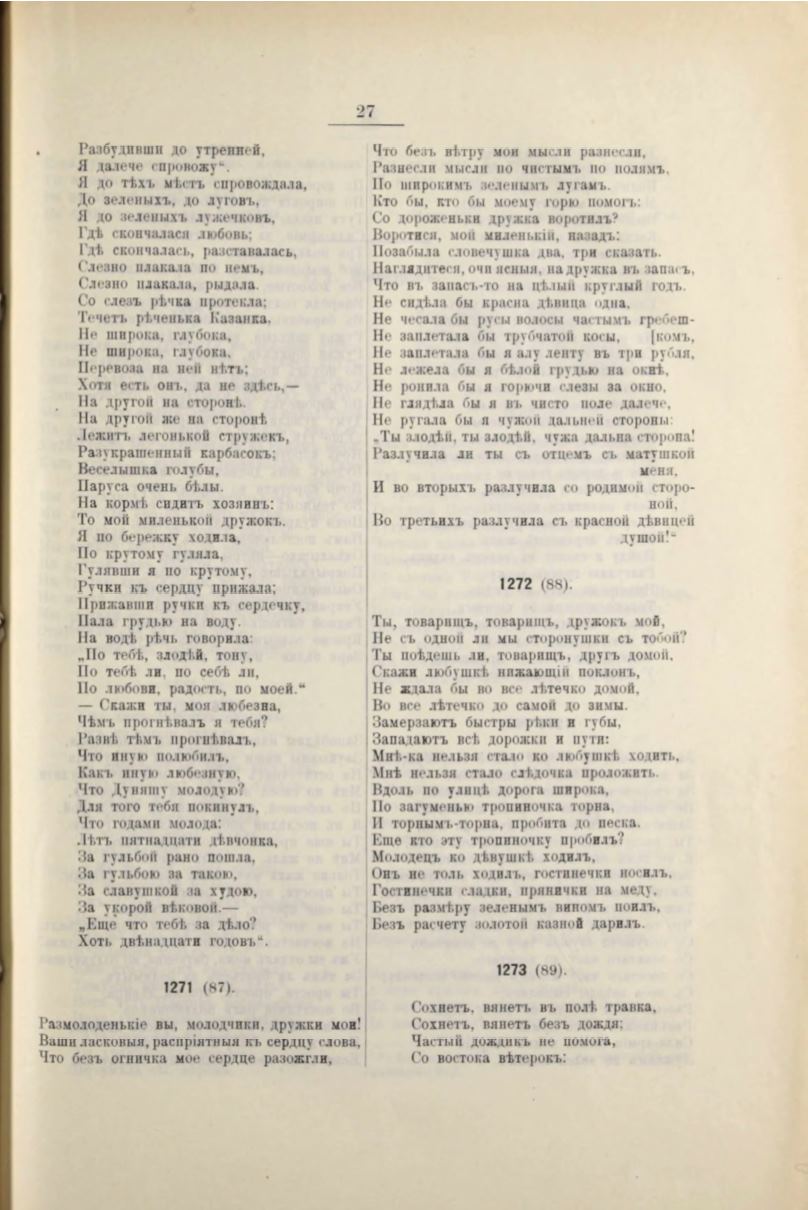 27
Разбудивши до утренней,
Я далече спровожу“.
Я до тѣхъ мѣстъ спровождала,
До зеленыхъ, до луговъ,
Я до зеленыхъ лужечковъ,
Гдѣ скончалася любовь;
Гдѣ скончалась, разставалась,
Слезно плакала по немъ,
Слезно плакала, рыдала.
Со слезъ рѣчка протекла;
Течетъ рѣченька Казанка.
Не широка, глубока,
Не широка, глубока,
Перевоза на ней нѣтъ;
Хотя есть онъ, да не здѣсь,—
На другой на сторонѣ.
На другой же на сторонѣ
Лежитъ легонькой стружекъ,
Разукрашенный карбасокъ;
Веселышка голубы,
Паруса очень бѣлы.
На кормѣ сидитъ хозяинъ:
То мой миленькой дружокъ.
Я по бережку ходила,
По крутому гуляла,
Гулявши я по крутому,
Ручки къ сердцу прижала;
Прижавши ручки къ сердечку,
Пала грудью на воду.
На водѣ рѣчь говорила:
„По тебѣ, злодѣй, тону,
По тебѣ ли, по себѣ ли,
По любови, радость, по моей.“
— Скажи ты, моя любезна,
Чѣмъ прогнѣвалъ я тебя?
Развѣ тѣмъ прогнѣвалъ,
Что иную полюбилъ,
Какъ иную любезную,
Что Дуняшу молодую?
Для того тебя покинулъ,
Что годами молода:
Лѣтъ пятнадцати дѣвчонка,
За гульбой рано пошла,
За гульбою за такою,
За славушкой за худою,
За укорой вѣковой.—
„Еще что тебѣ за дѣло?
Хоть двѣнадцати годовъ“.
1271 (87).
Размолоденькіе вы, молодчики, дружки мои!
Ваши ласковыя, распріятныя къ сердцу слова,
Что безъ огничка мое сердце разожгли,
Что безъ вѣтру мои мысли разнесли,
Разнесли мысли по чистымъ по полямъ,
По широкимъ зеленымъ лугамъ.
Кто бы, кто бы моему горю помогъ:
Со дороженьки дружка воротилъ?
Воротися, мой миленькій, назадъ:
Позабыла словечушка два, три сказать.
Наглядитеся, очи ясныя, на дружка въ запасъ,
Что въ запасъ-то на цѣлый круглый годъ.
Не сидѣла бы красна дѣвица одна,
Не чесала бы русы волосы частымъ гребеш-
Не заплетала бы трубчатой косы, [комъ,
Не заплетала бы я алу ленту въ три рубля,
Не лежела бы я бѣлой грудью на окнѣ,
Не ронила бы я горючи слезы за окно,
Не глядѣла бы я въ чисто поле далече,
Не ругала бы я чужой дальней стороны:
„Ты злодѣй, ты злодѣй, чужа дальна сторона!
Разлучила ли ты съ отцемъ съ матушкой
меня,
И во вторыхъ разлучила со родимой сторо-
ной,
Во третьихъ разлучила съ красной дѣвицей
душой!“
1272 (88).
Ты, товарищъ, товарищъ, дружокъ мой,
Не съ одной ли мы сторонушки съ тобой?
Ты поѣдешь ли, товарищъ, другъ домой,
Скажи любушкѣ нижающій поклонъ,
Не ждала бы во все лѣтечко домой,
Во все лѣтечко до самой до зимы.
Замерзаютъ быстры рѣки и губы,
Западаютъ всѣ дорожки и пути:
Мнѣ-ка нельзя стало ко любушкѣ ходить,
Мнѣ нельзя стало слѣдочка проложить.
Вдоль по улицѣ дорога широка,
По загуменью тропиночка торна,
И торнымъ-торна, пробита до песка.
Еще кто эту тропиночку пробилъ?
Молодецъ ко дѣвушкѣ ходилъ,
Онъ не толь ходилъ, гостинечки носилъ,
Гостинечки сладки, прянички на меду,
Безъ размѣру зеленымъ виномъ поилъ,
Безъ расчету золотой казной дарилъ.
1273 (89).
Сохнетъ, вянетъ въ полѣ травка,
Сохнетъ, вянетъ безъ дождя;
Частый дождикъ не помога,
Со востока вѣтерокъ: